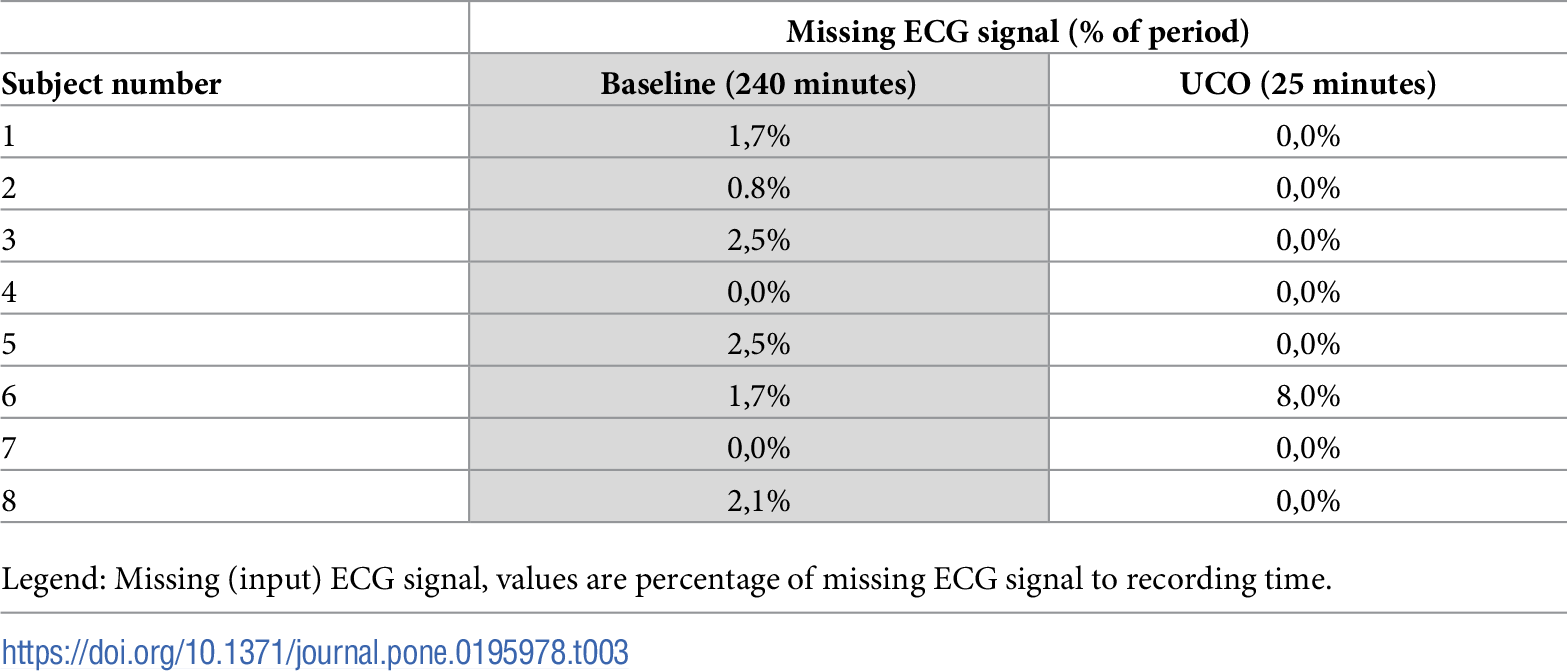 Missing ECG signal (% of period)
Subject number Baseline (240 minutes) UCO (25 minutes)
1 1,7% 0,0%
2 0.8% 0,0%
3 2,5% 0,0%
4 0,0% 0,0%
5 2,5% 0,0%
6 1,7% 8,0%
7 0,0% 0,0%
8 2,1% 0,0%
Legend: Missing (input) ECG signal, values are percentage of missing ECG signal to recording time.
https://doi.org/10.1371/journal.pone.0195978.t003